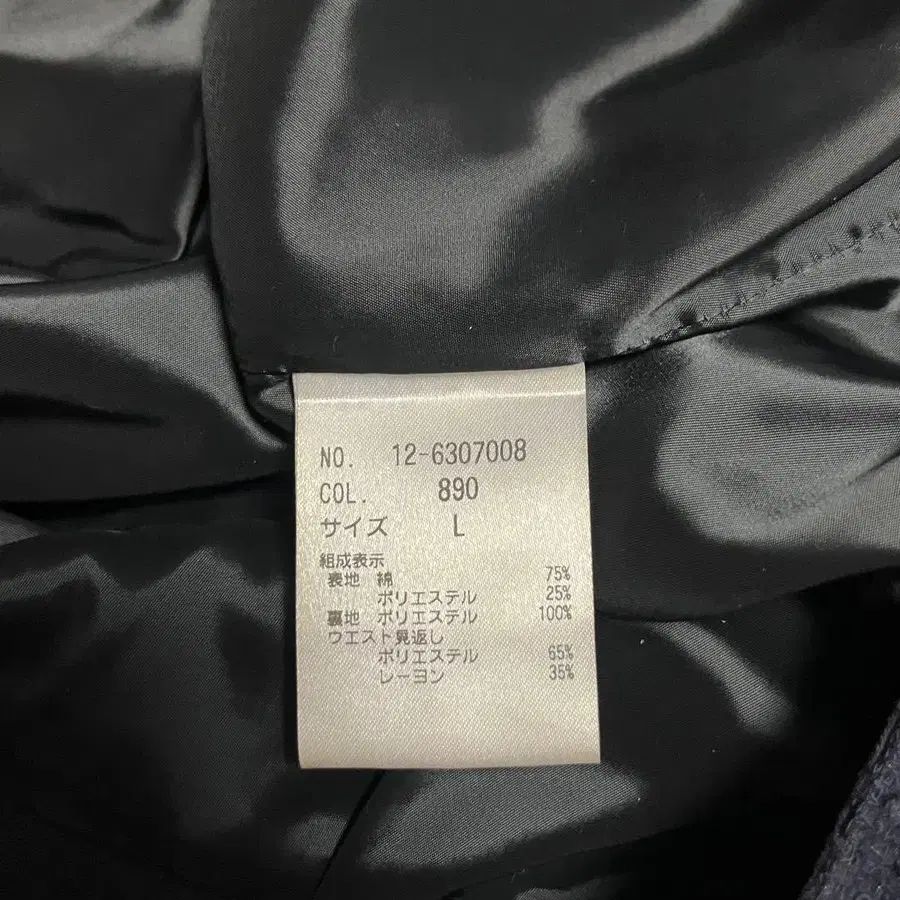 NO. 12-6307008
COL. 890
サイズ L
組成表示
表地 綿 75%
ポリエステル 25%
裏地 ポリエステル 100%
ウエスト見返し
ポリエステル 65%
レーヨン 35%